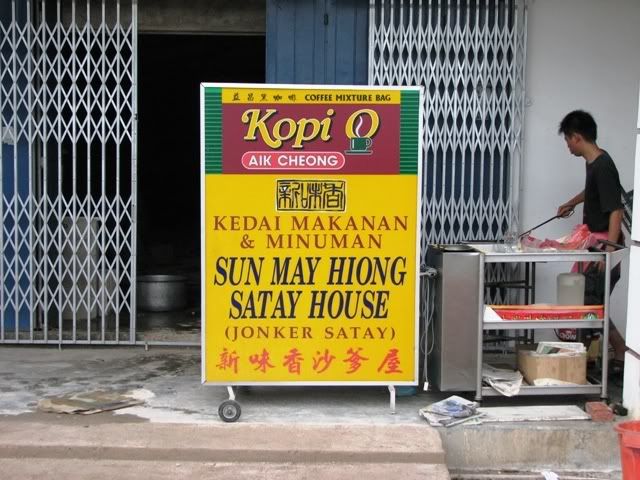 益昌黑咖啡 COFFEE MIXTURE BAG
Kopi O
AIK CHEONG
新味香
KEDAI MAKANAN
& MINUMAN
SUN MAY HIONG
SATAY HOUSE
(JONKER SATAY)
新味香沙爹屋